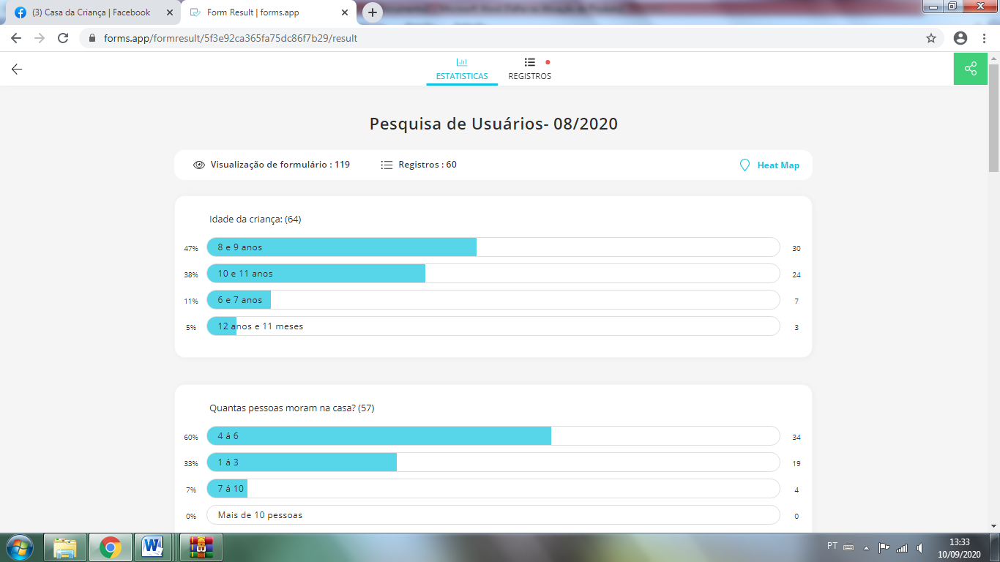 (3) Casa da Criança | Facebook
Form Result | forms.app
forms.app/formresult/5f3e92ca365fa75dc86f7b29/result
ESTATISTICAS
REGISTROS
Pesquisa de Usuários- 08/2020
Visualização de formulário : 119
Registros : 60
Heat Map
Idade da criança: (64)
47% 8 e 9 anos 30
38% 10 e 11 anos 24
11% 6 e 7 anos 7
5% 12 anos e 11 meses 3
Quantas pessoas moram na casa? (57)
60% 4 á 6 34
33% 1 á 3 19
7% 7 á 10 4
0% Mais de 10 pessoas 0
PT
13:33
10/09/2020